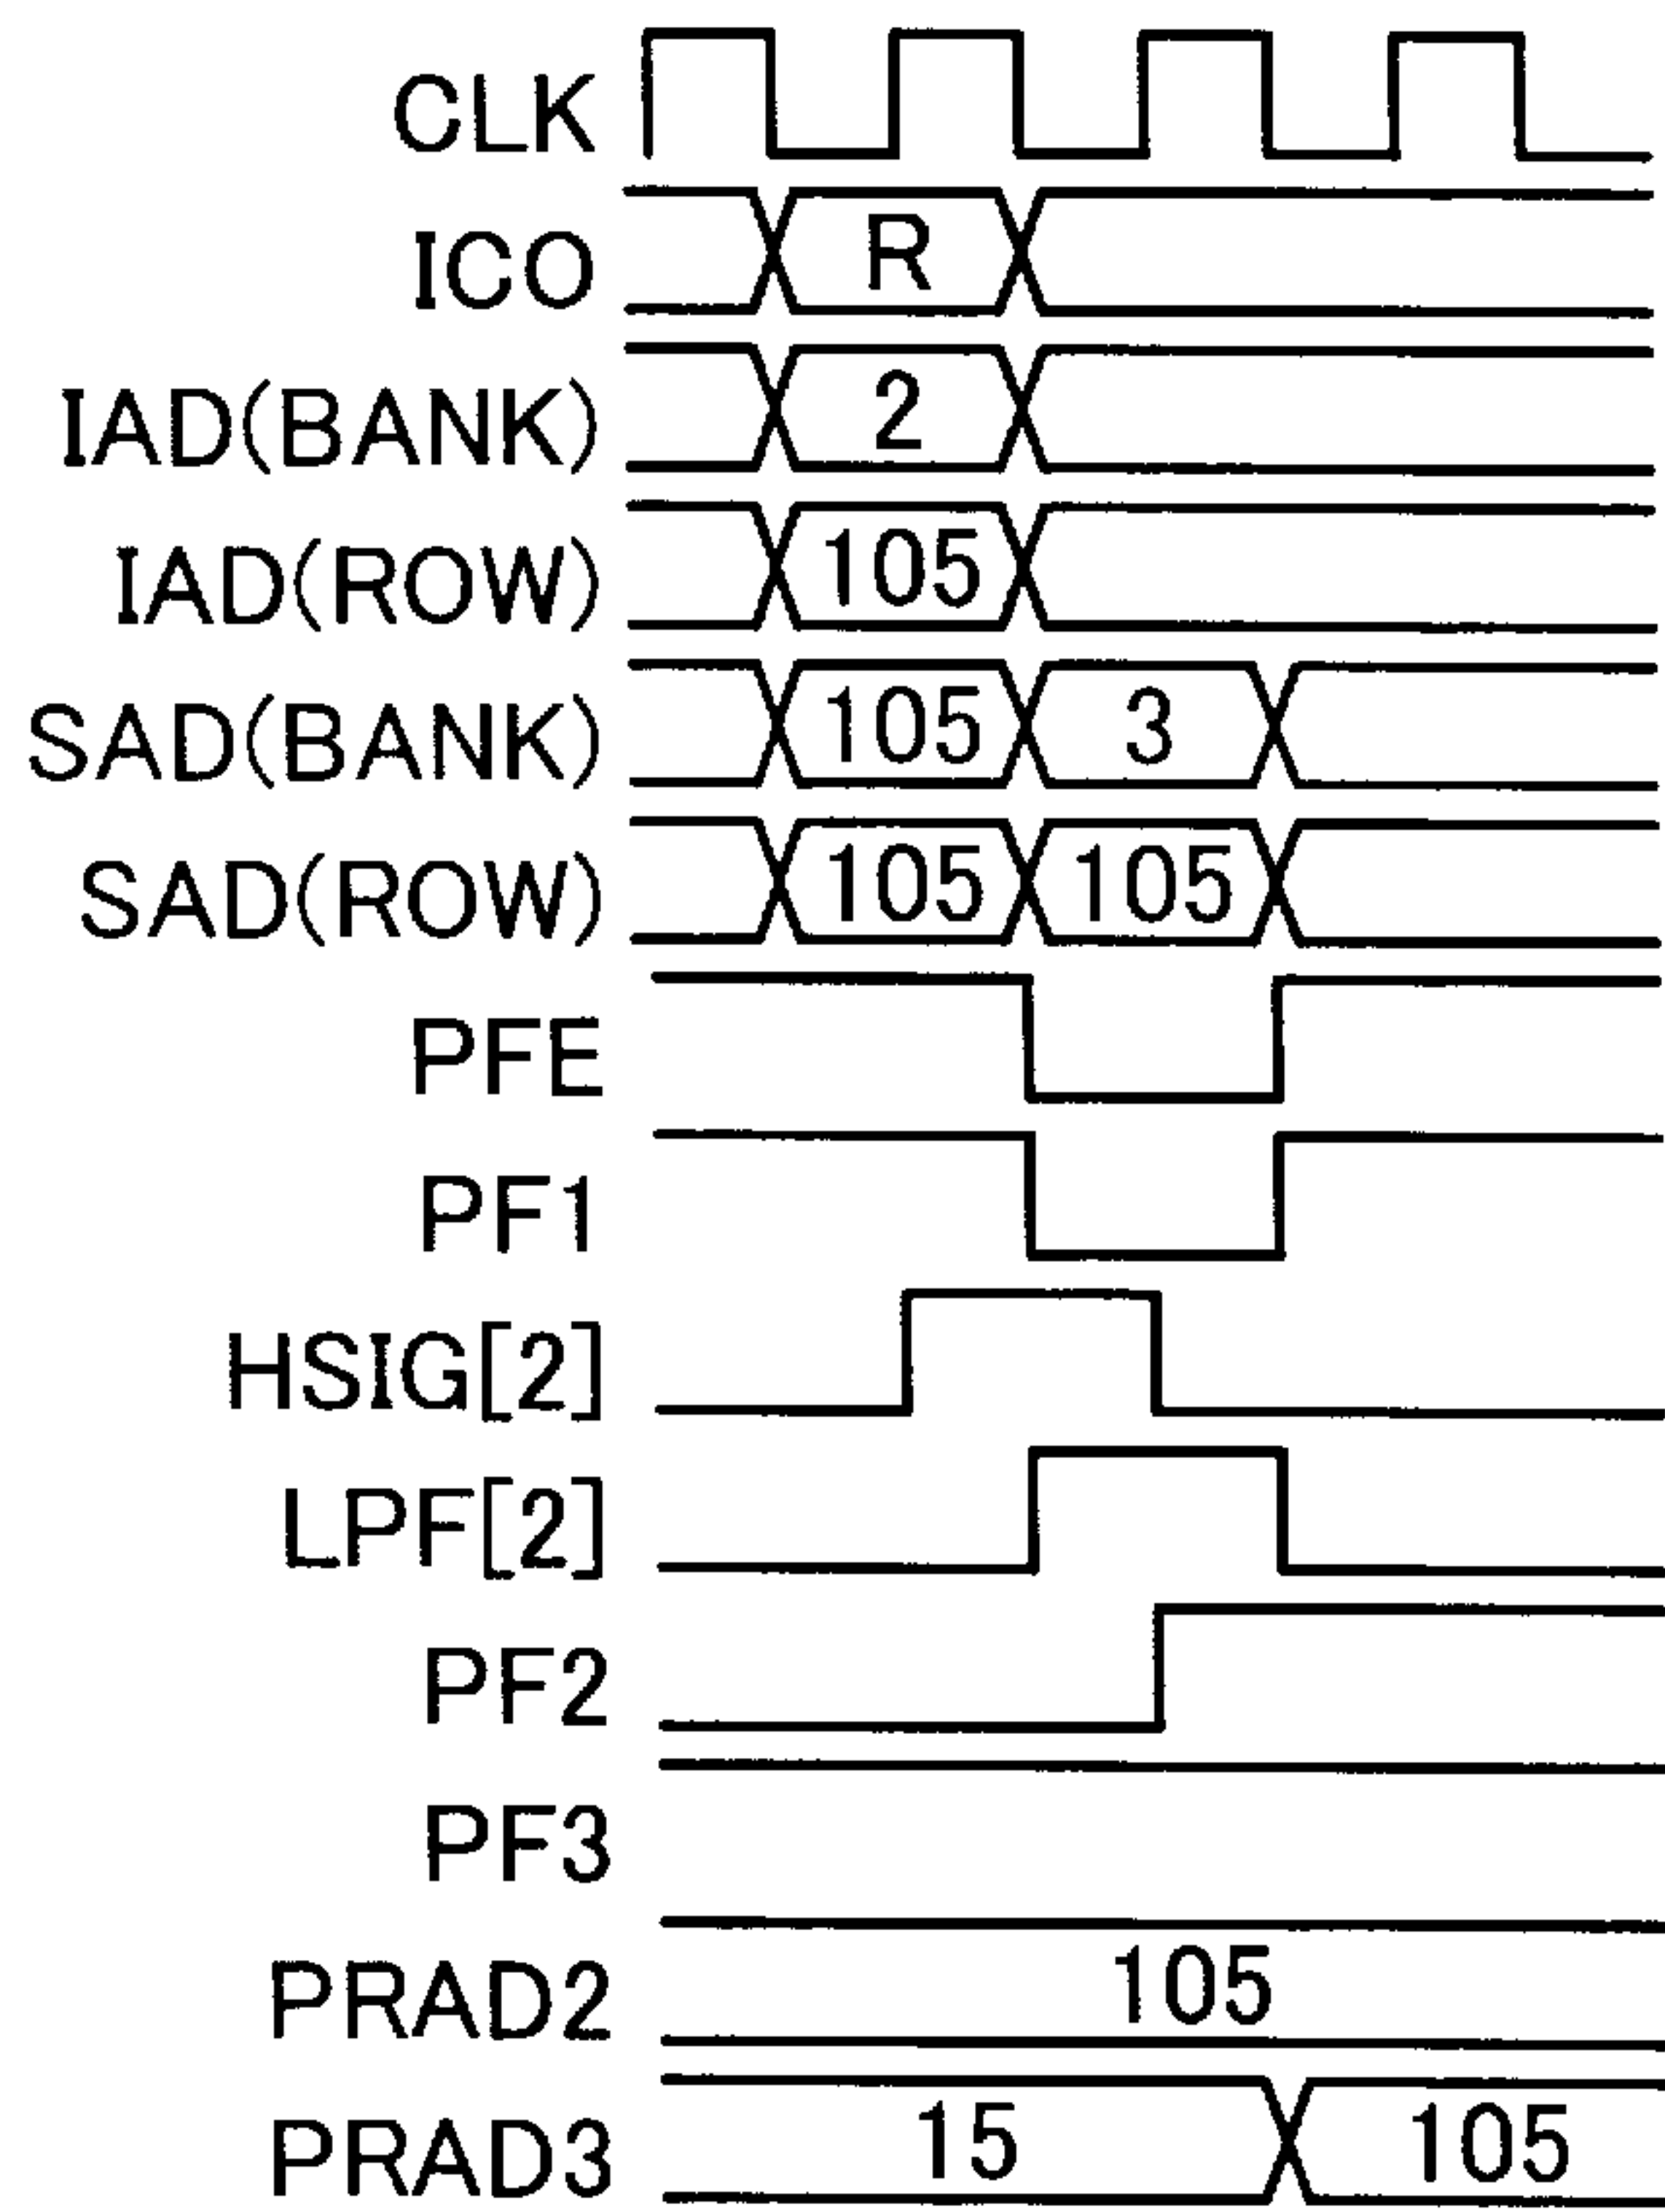 CLK
ICO R
IAD(BANK) 2
IAD(ROW) 105
SAD(BANK) 105 3
SAD(ROW) 105 105
PFE
PF1
HSIG[2]
LPF[2]
PF2
PF3
PRAD2 105
PRAD3 15 105